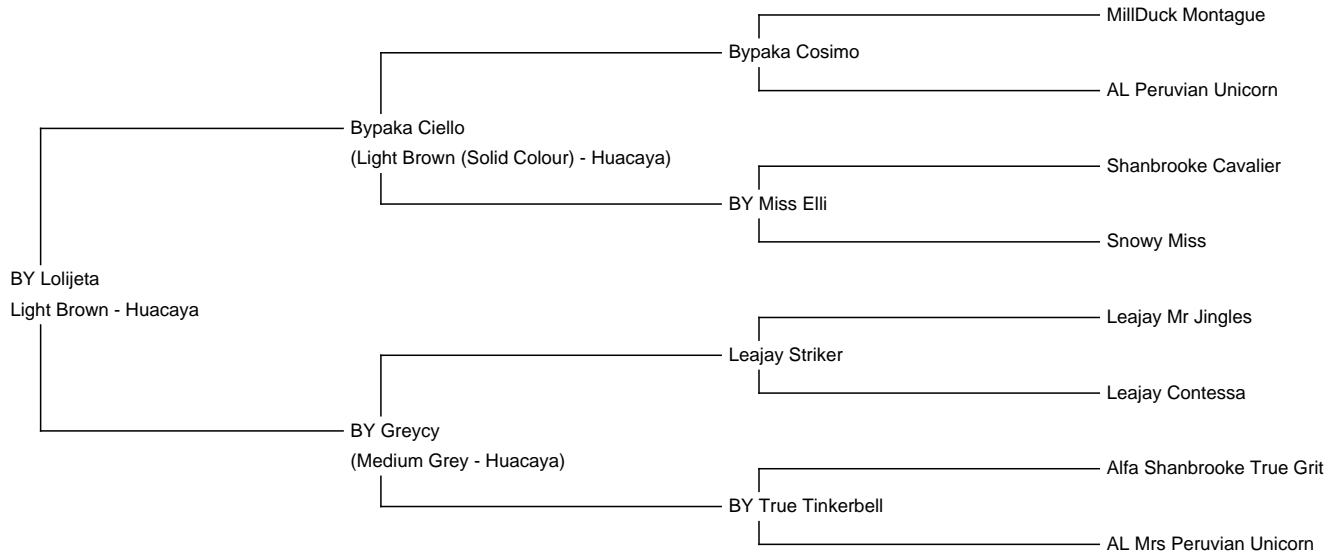 MillDuck Montague
Bypaka Cosimo
AL Peruvian Unicorn
Bypaka Ciello
(Light Brown (Solid Colour) - Huacaya)
Shanbrooke Cavalier
BY Miss Elli
Snowy Miss
BY Lolijeta
Light Brown - Huacaya
Leajay Mr Jingles
Leajay Striker
Leajay Contessa
BY Greycy
(Medium Grey - Huacaya)
Alfa Shanbrooke True Grit
BY True Tinkerbell
AL Mrs Peruvian Unicorn